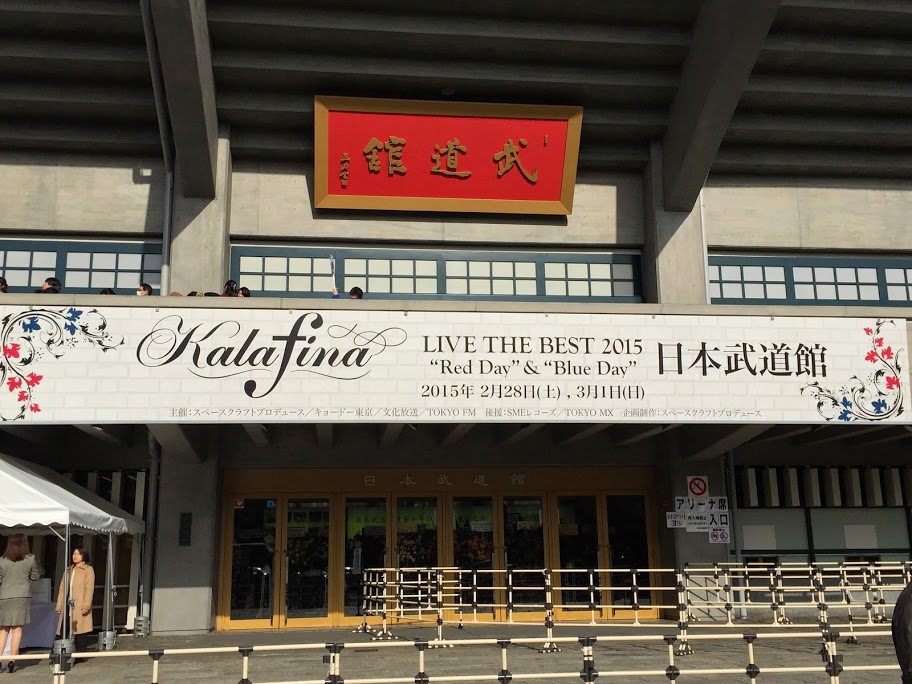 武道館
Kalafina
LIVE THE BEST 2015
"Red Day" & "Blue Day"
2015年 2月28日(土) , 3月1日(日)
日本武道館
主催:スペースクラフトプロデュース/キョードー東京/文化放送/TOKYO FM 後援:SMEレコーズ/TOKYO MX 企画制作:スペースクラフトプロデュース
日本武道館
アリーナ席
入口